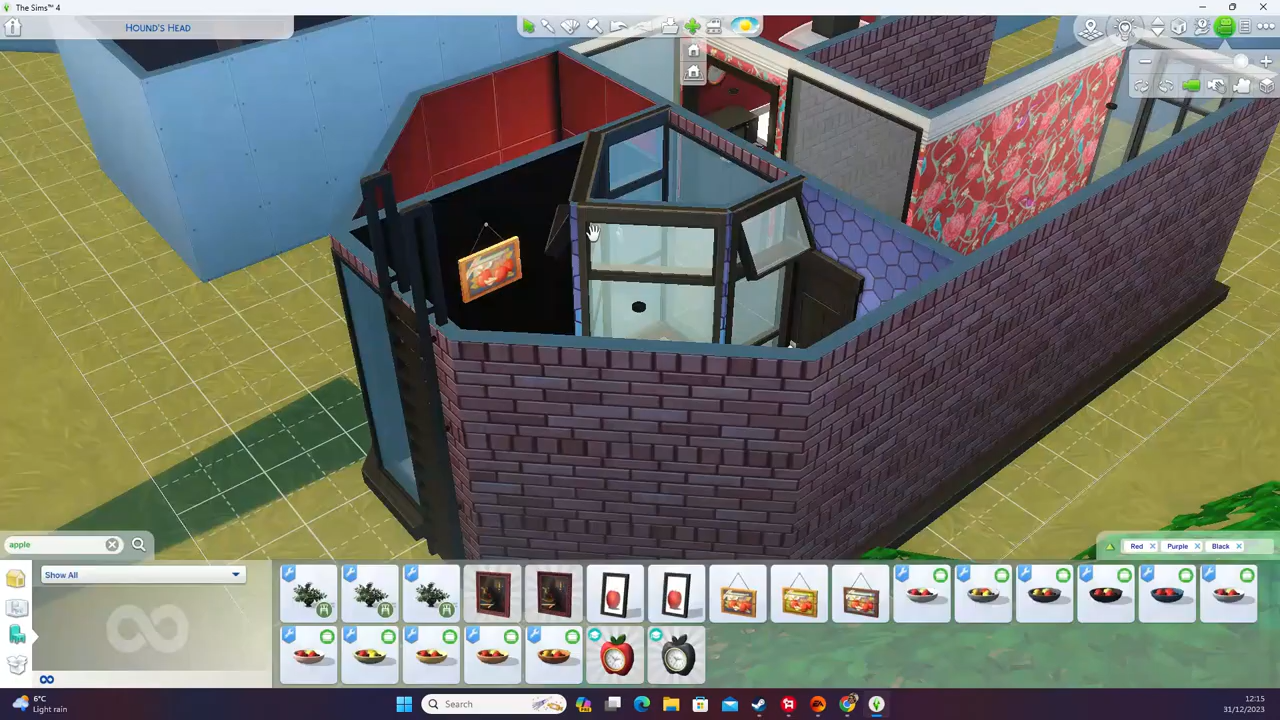 The Sims™ 4
HOUND'S HEAD
apple
Red
Purple
Black
Show All
Search
6°C
Light rain
12:15
31/12/2023